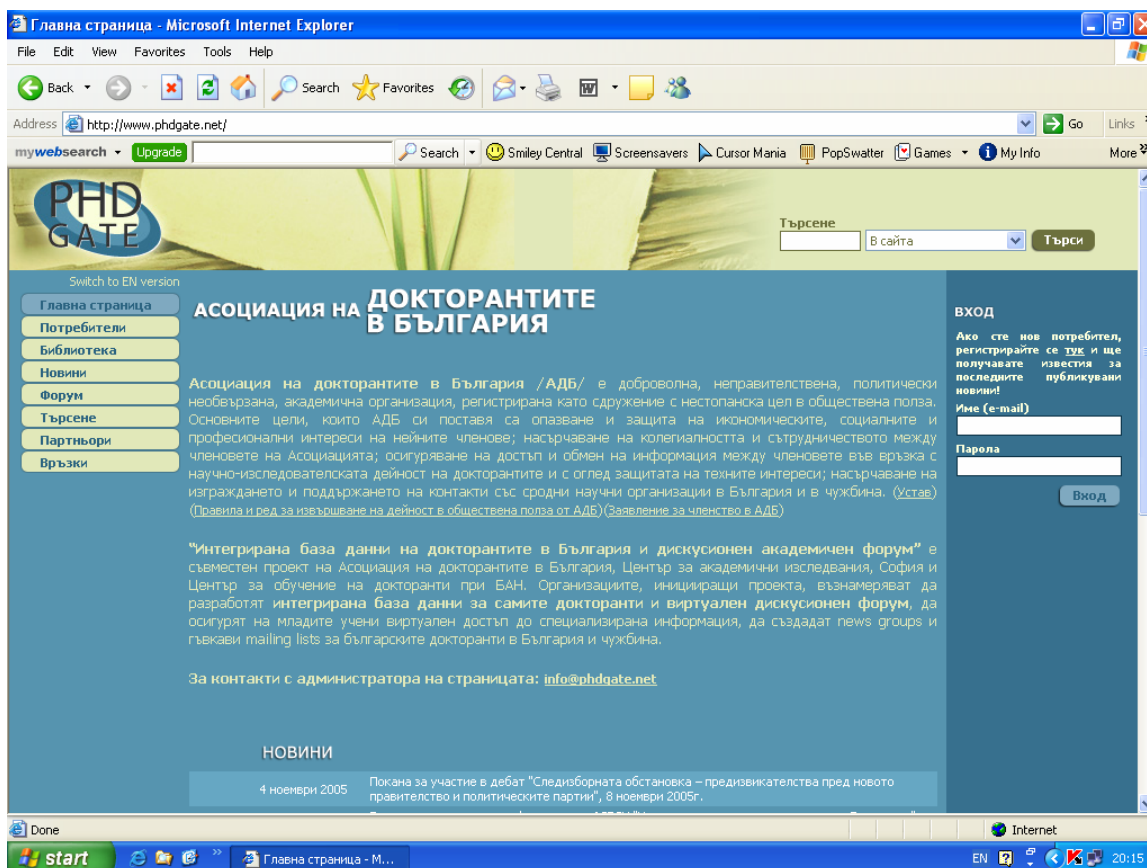 Главна страница - Microsoft Internet Explorer
File Edit View Favorites Tools Help
Back Search Favorites
Address http://www.phdgate.net/ Go Links
mywebsearch Upgrade Search Smiley Central Screensavers Cursor Mania PopSwatter Games My Info More
PHD
GATE
Търсене
В сайта Търси
Switch to EN version
Главна страница
Потребители
Библиотека
Новини
Форум
Търсене
Партньори
Връзки
АСОЦИАЦИЯ НА ДОКТОРАНТИТЕ
В БЪЛГАРИЯ
Асоциация на докторантите в България /АДБ/ е доброволна, неправителствена, политически
необвързана, академична организация, регистрирана като сдружение с нестопанска цел в обществена полза.
Основните цели, които АДБ си поставя са опазване и защита на икономическите, социалните и
професионални интереси на нейните членове; насърчаване на колегиалността и сътрудничеството между
членовете на Асоциацията; осигуряване на достъп и обмен на информация между членовете във връзка с
научно-изследователската дейност на докторантите и с оглед защитата на техните интереси; насърчаване на
изграждането и поддържането на контакти със сродни научни организации в България и в чужбина. (Устав)
(Правила и ред за извършване на дейност в обществена полза от АДБ)(Заявление за членство в АДБ)
"Интегрирана база данни на докторантите в България и дискусионен академичен форум" е
съвместен проект на Асоциация на докторантите в България, Център за академични изследвания, София и
Център за обучение на докторанти при БАН. Организациите, иницииращи проекта, възнамеряват да
разработят интегрирана база данни за самите докторанти и виртуален дискусионен форум, да
осигурят на младите учени виртуален достъп до специализирана информация, да създадат news groups и
гъвкави mailing lists за българските докторанти в България и чужбина.
За контакти с администратора на страницата: info@phdgate.net
НОВИНИ
4 ноември 2005 Покана за участие в дебат "Следизборната обстановка – предизвикателства пред новото
правителство и политическите партии", 8 ноември 2005г.
ВХОД
Ако сте нов потребител,
регистрирайте се тук и ще
получавате известия за
последните публикувани
новини!
Име (e-mail)
Парола
Вход
Done Internet
start Главна страница - M... EN 20:15